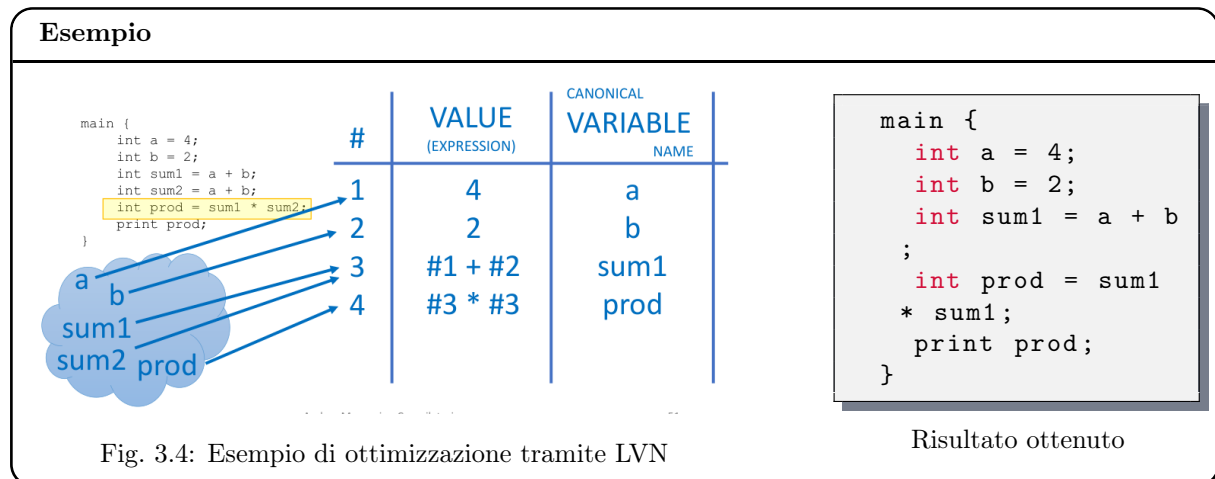 Esempio
main {
int a = 4;
int b = 2;
int sum1 = a + b;
int sum2 = a + b;
int prod = sum1 * sum2;
print prod;
}
a
b
sum1
sum2 prod
# VALUE (EXPRESSION) CANONICAL VARIABLE NAME
1 4 a
2 2 b
3 #1 + #2 sum1
4 #3 * #3 prod
Fig. 3.4: Esempio di ottimizzazione tramite LVN
main {
int a = 4;
int b = 2;
int sum1 = a + b
;
int prod = sum1
* sum1;
print prod;
}
Risultato ottenuto